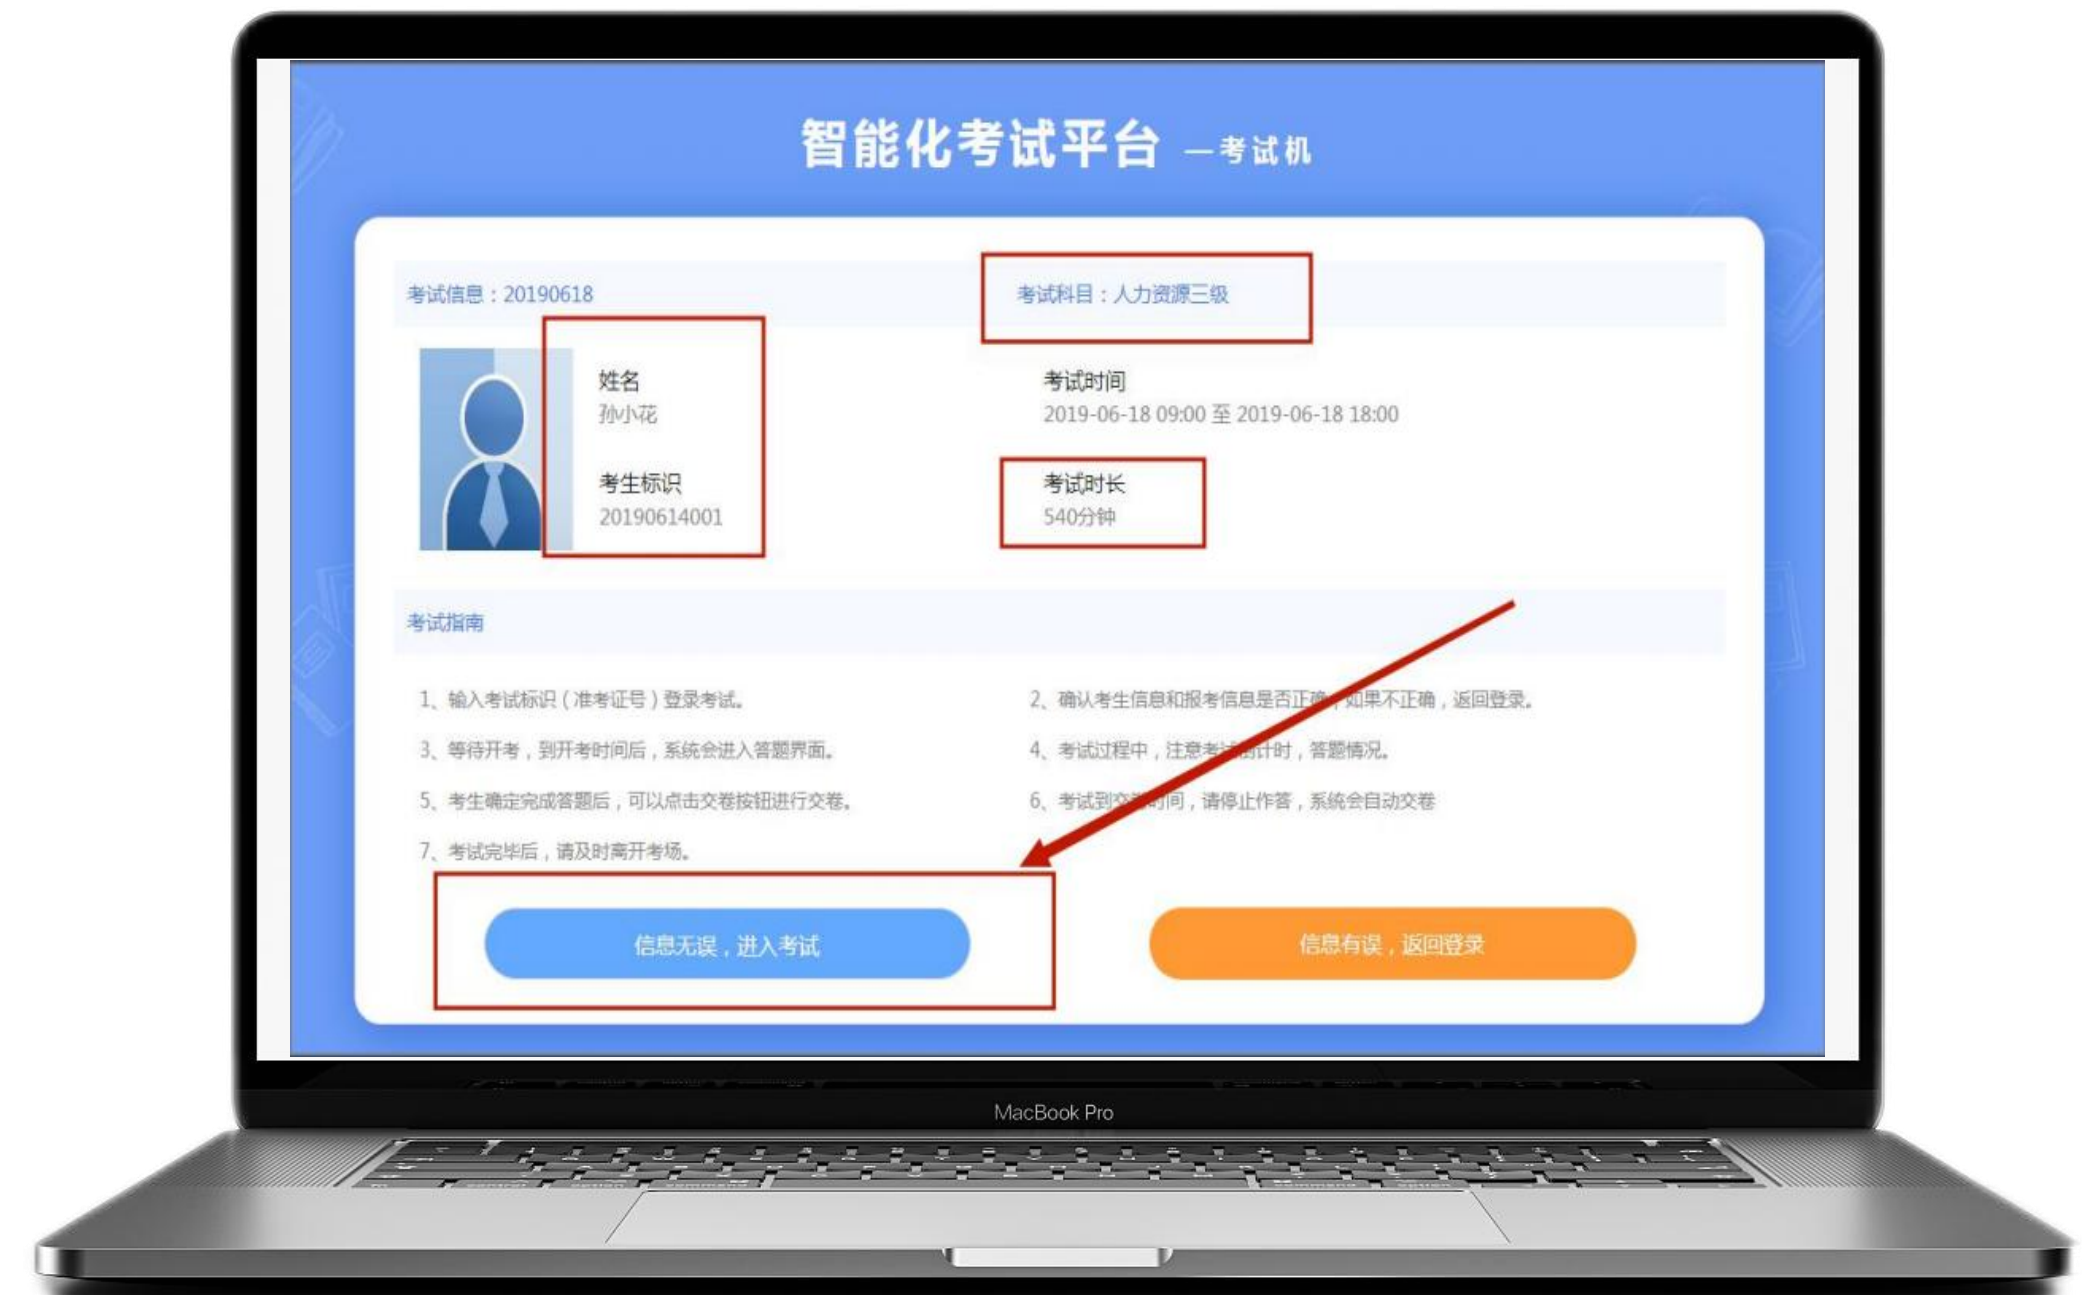 智能化考试平台 —考试机
考试信息：20190618
考试科目：人力资源三级
姓名
孙小花
考试时间
2019-06-18 09:00 至 2019-06-18 18:00
考生标识
20190614001
考试时长
540分钟
考试指南
1、输入考试标识（准考证号）登录考试。
2、确认考生信息和报考信息是否正确，如果不正确，返回登录。
3、等待开考，到开考时间后，系统会进入答题界面。
4、考试过程中，注意考试倒计时，答题情况。
5、考生确定完成答题后，可以点击交卷按钮进行交卷。
6、考试到交卷时间，请停止作答，系统会自动交卷
7、考试完毕后，请及时离开考场。
信息无误，进入考试
信息有误，返回登录
MacBook Pro